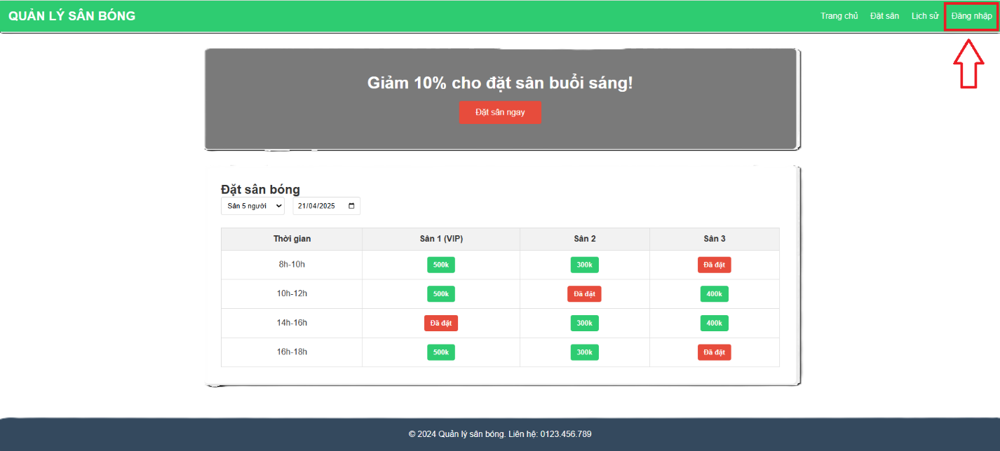 QUẢN LÝ SÂN BÓNG
Trang chủ Đặt sân Lịch sử Đăng nhập
Giảm 10% cho đặt sân buổi sáng!
Đặt sân ngay
Đặt sân bóng
Sân 5 người 21/04/2025
Thời gian Sân 1 (VIP) Sân 2 Sân 3
8h-10h 500k 300k Đã đặt
10h-12h 500k Đã đặt 400k
14h-16h Đã đặt 300k 400k
16h-18h 500k 300k Đã đặt
© 2024 Quản lý sân bóng. Liên hệ: 0123.456.789